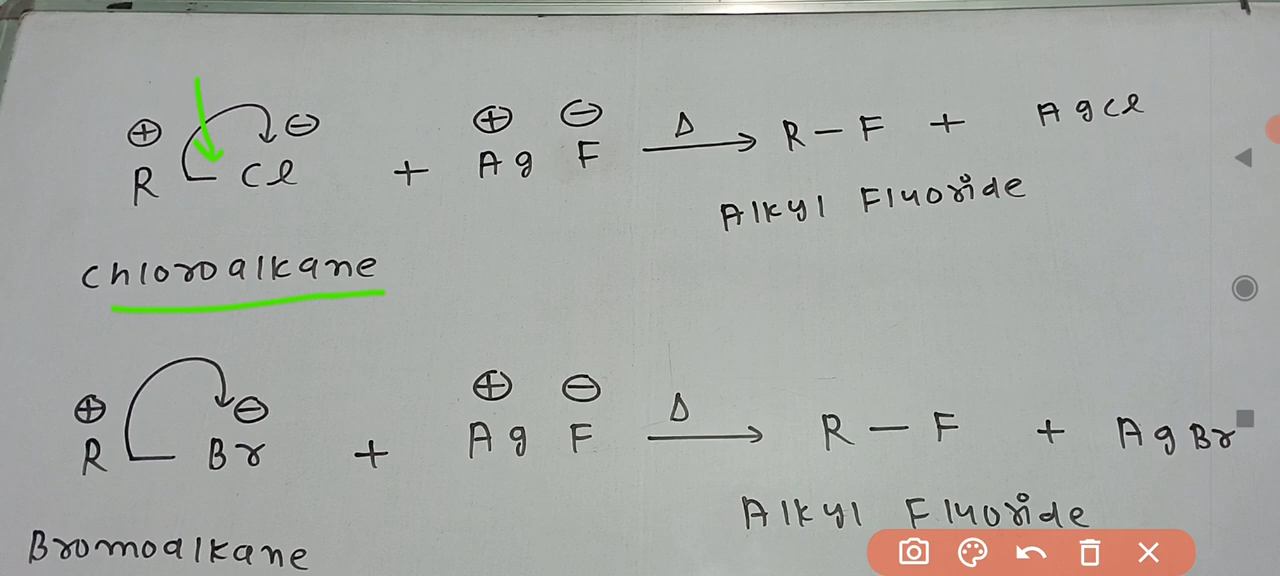 ⊕ ⊖ ⊕ ⊖ Δ
R – Cl + Ag F ⟶ R – F + AgCl
Alkyl Fluoride
Chloroalkane
⊕ ⊖ ⊕ ⊖ Δ
R – Br + Ag F ⟶ R – F + AgBr
Alkyl Fluoride
Bromoalkane